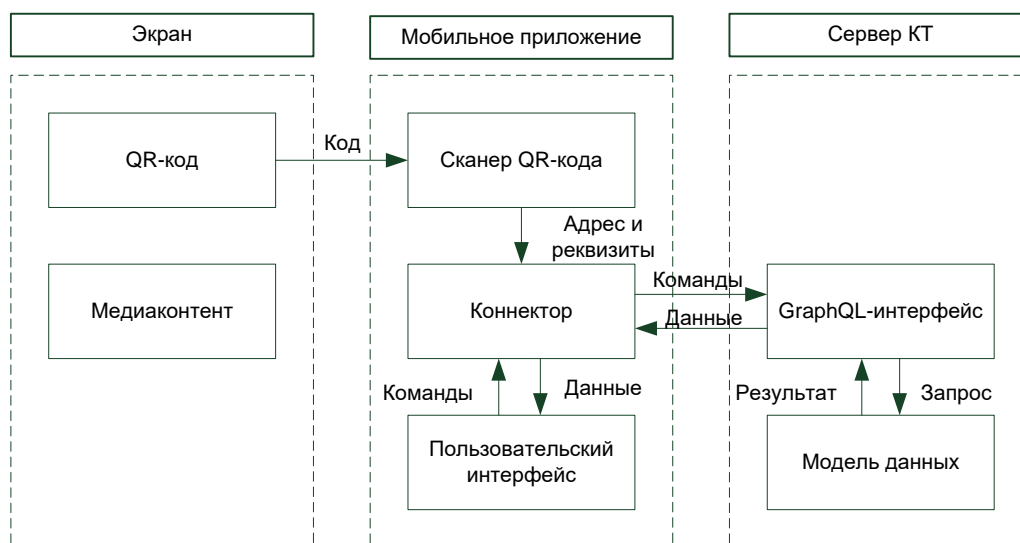 Экран
Мобильное приложение
Сервер КТ
QR-код
Код
Сканер QR-кода
Адрес и
реквизиты
Медиаконтент
Коннектор
Команды
Данные
GraphQL-интерфейс
Команды
Данные
Результат
Запрос
Пользовательский
интерфейс
Модель данных